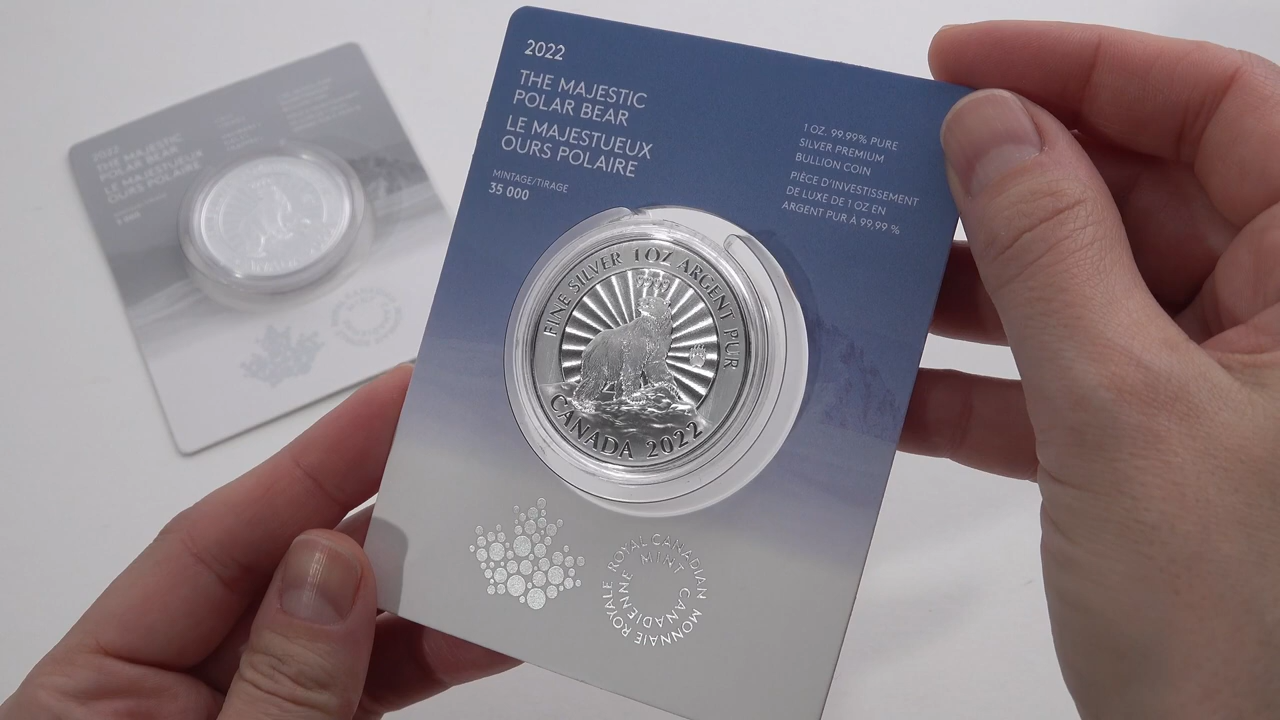 2022
THE MAJESTIC
POLAR BEAR
LE MAJESTUEUX
OURS POLAIRE
MINTAGE/TIRAGE
35 000
1 OZ. 99.99% PURE
SILVER PREMIUM
BULLION COIN
PIÈCE D'INVESTISSEMENT
DE LUXE DE 1 OZ EN
ARGENT PUR À 99,99 %
FINE SILVER 1 OZ ARGENT PUR
9999
CANADA 2022
ROYAL CANADIAN
MINT
MONNAIE ROYALE
CANADIENNE
2022
THE MAJESTIC
POLAR BEAR
LE MAJESTUEUX
OURS POLAIRE